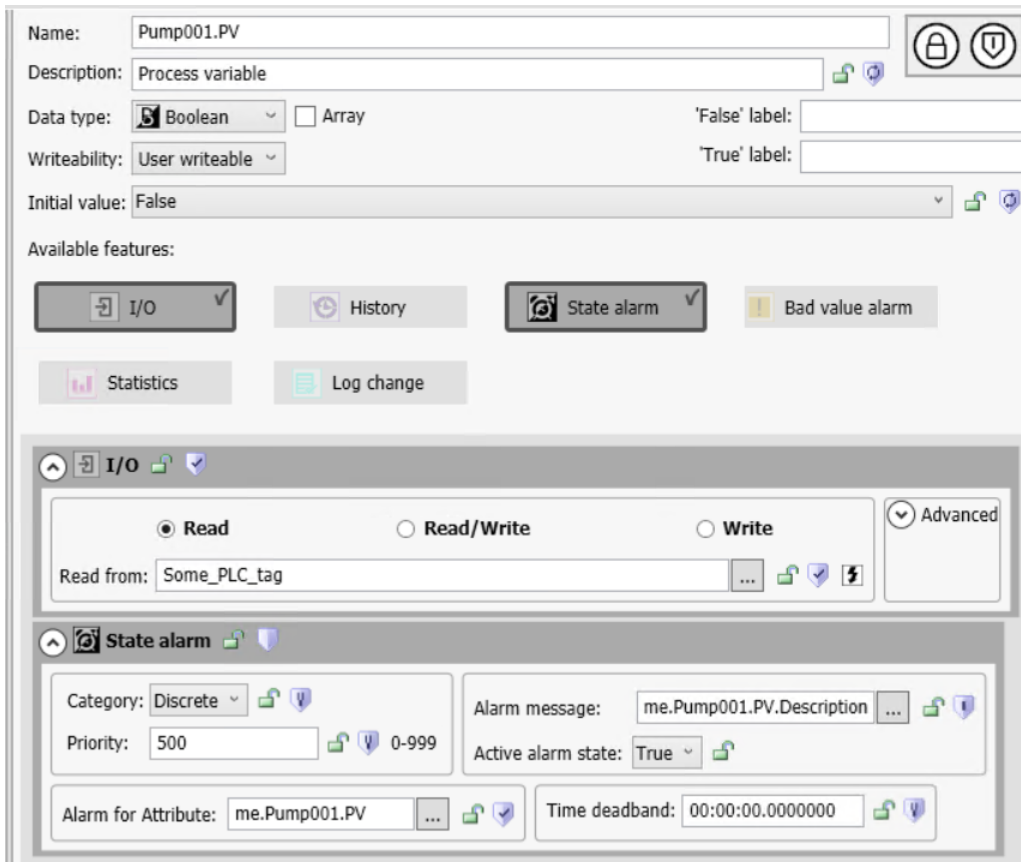 Name: Pump001.PV
Description: Process variable
Data type: Boolean Array 'False' label:
Writeability: User writeable 'True' label:
Initial value: False
Available features:
I/O History State alarm Bad value alarm
Statistics Log change
I/O
Read Read/Write Write Advanced
Read from: Some_PLC_tag ...
State alarm
Category: Discrete Alarm message: me.Pump001.PV.Description ...
Priority: 500 0-999 Active alarm state: True
Alarm for Attribute: me.Pump001.PV ... Time deadband: 00:00:00.0000000